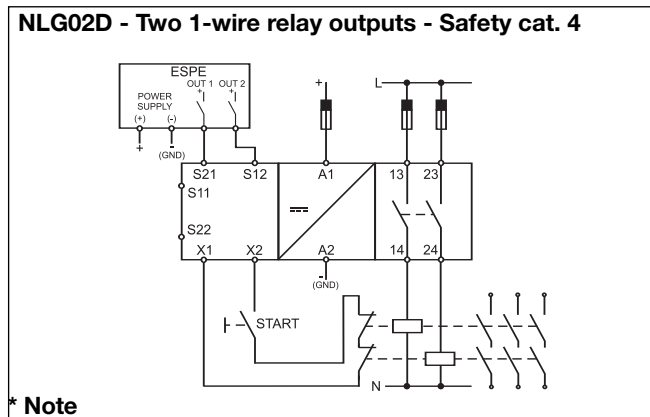 NLG02D - Two 1-wire relay outputs - Safety cat. 4
ESPE
OUT 1 OUT 2
+ +
POWER
SUPPLY
(+) (-)
+ -
(GND)
+ L
S21 S12 A1 13 23
S11
S22
X1 X2 A2 14 24
-
(GND)
START
N
* Note